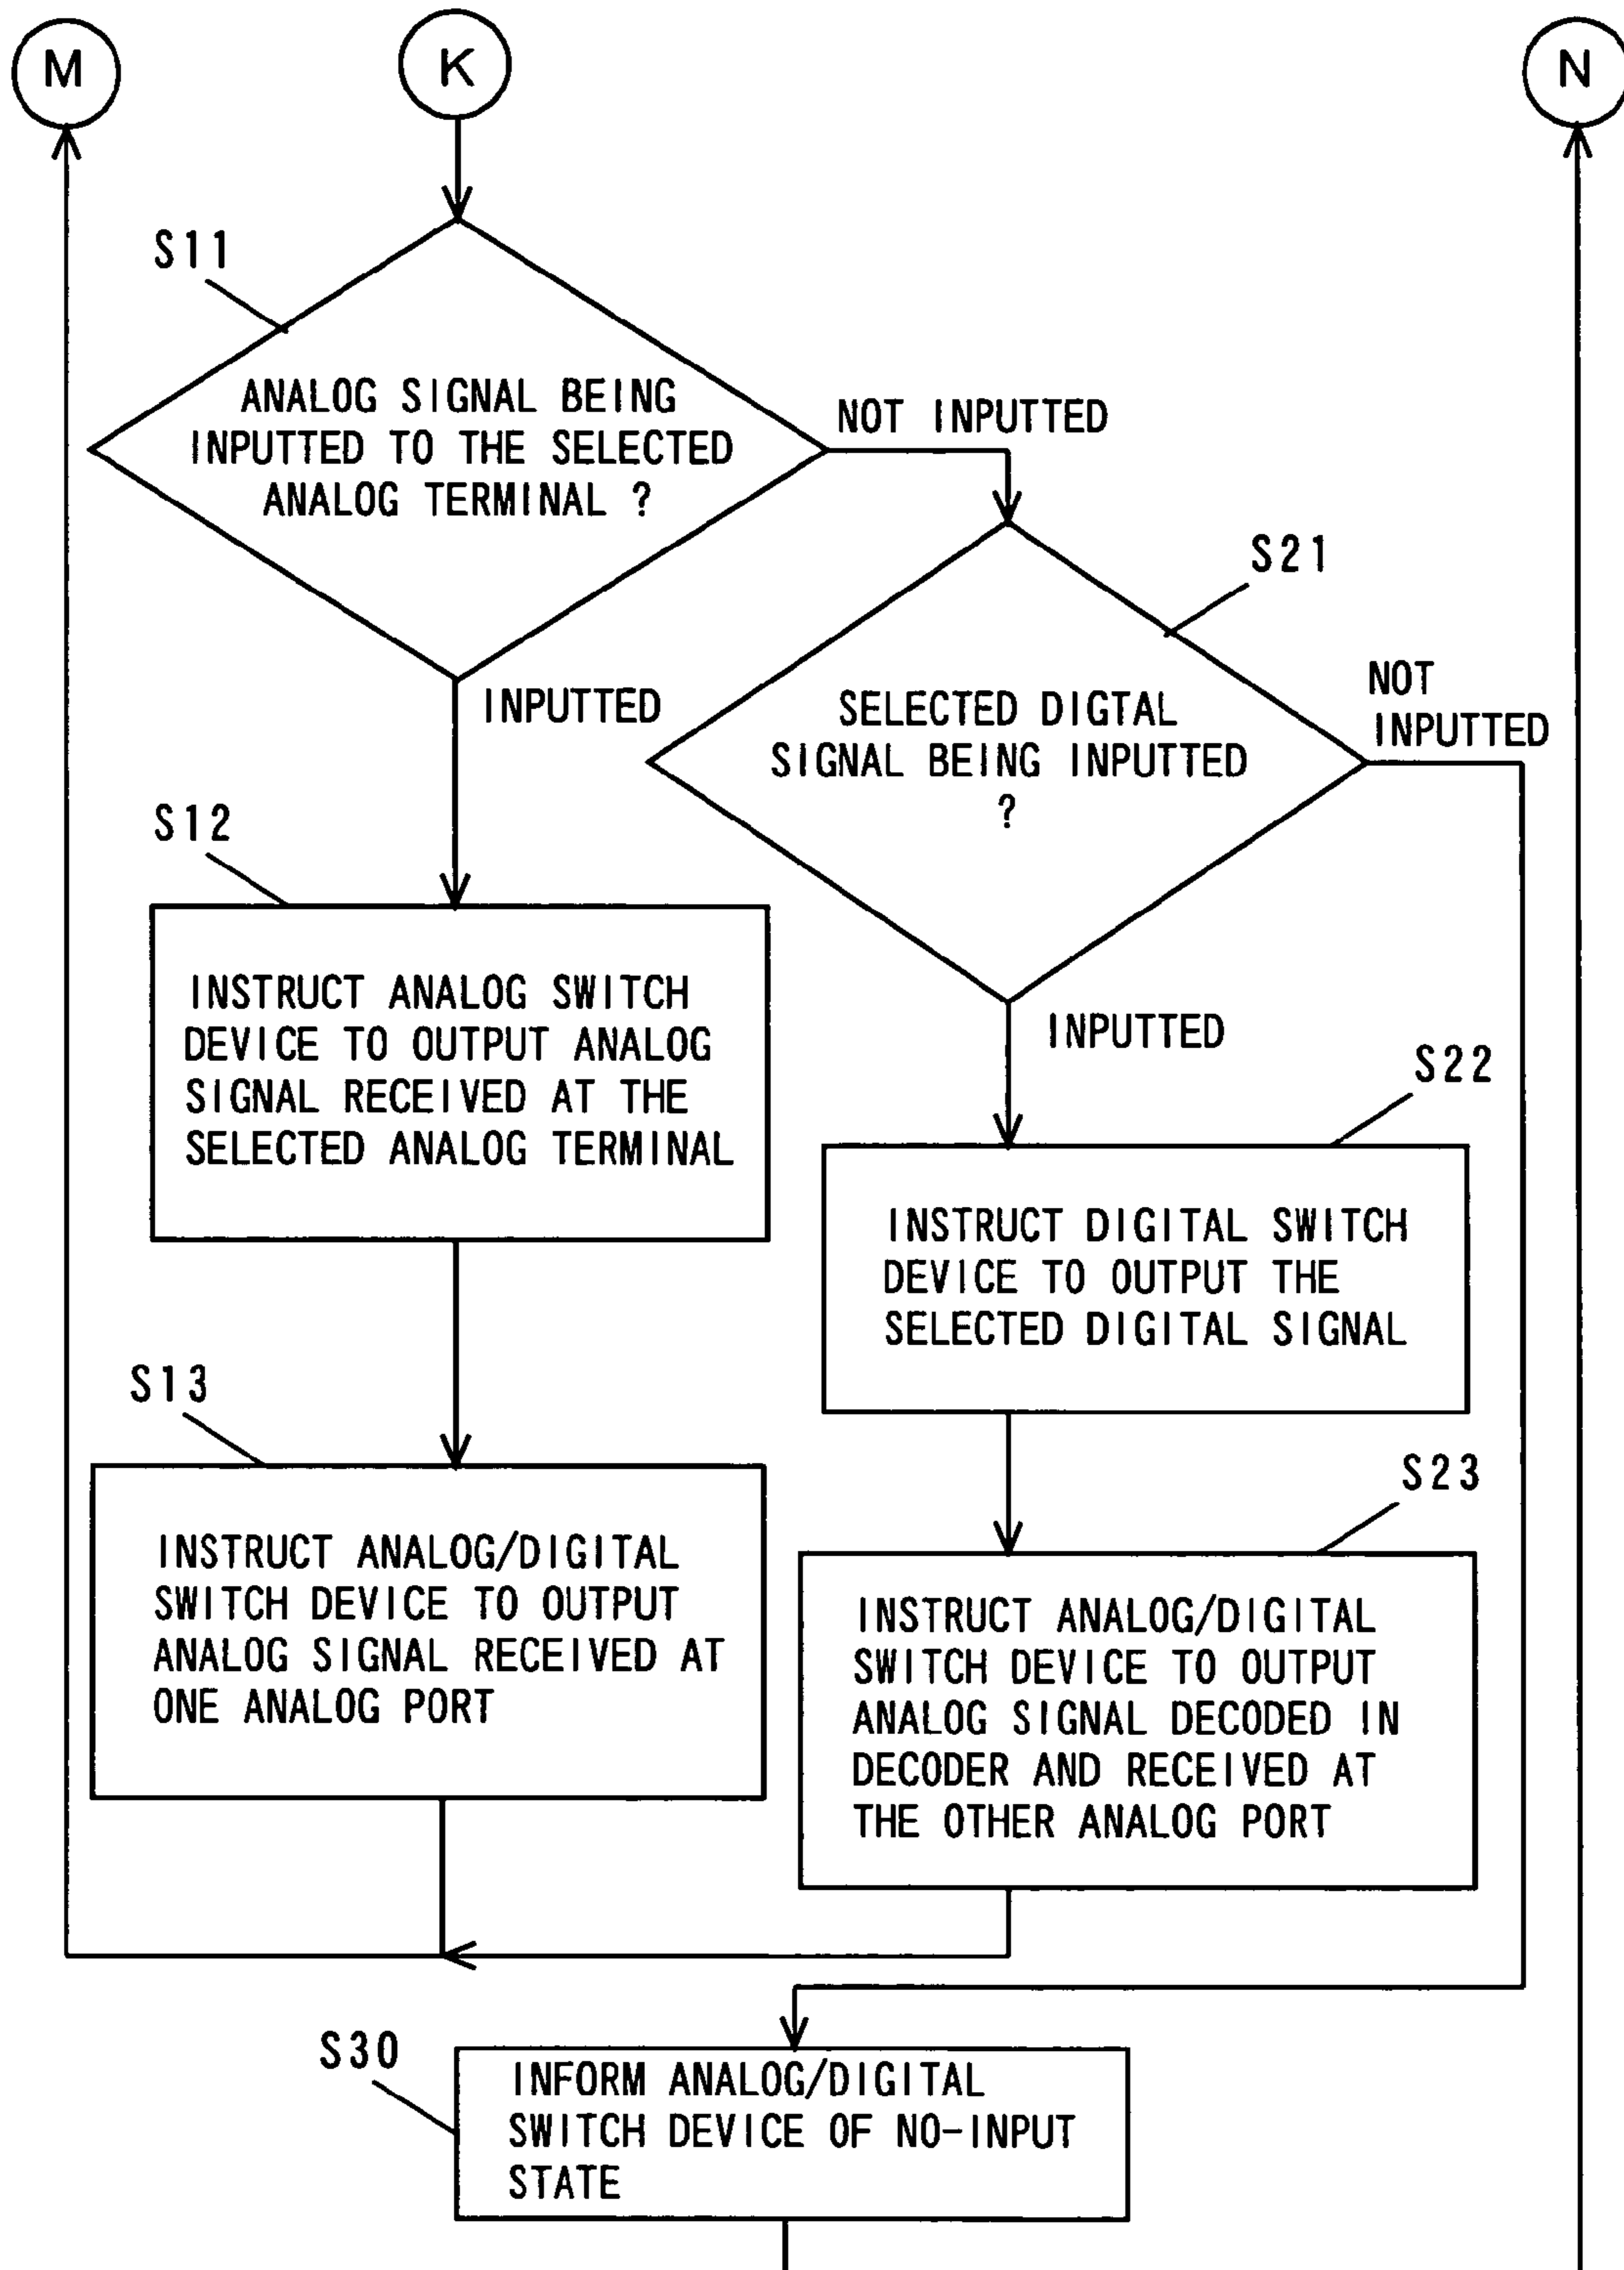 M
K
N
S11
ANALOG SIGNAL BEING
INPUTTED TO THE SELECTED
ANALOG TERMINAL ?
NOT INPUTTED
INPUTTED
S21
SELECTED DIGTAL
SIGNAL BEING INPUTTED
?
NOT
INPUTTED
INPUTTED
S12
INSTRUCT ANALOG SWITCH
DEVICE TO OUTPUT ANALOG
SIGNAL RECEIVED AT THE
SELECTED ANALOG TERMINAL
S22
INSTRUCT DIGITAL SWITCH
DEVICE TO OUTPUT THE
SELECTED DIGITAL SIGNAL
S13
INSTRUCT ANALOG/DIGITAL
SWITCH DEVICE TO OUTPUT
ANALOG SIGNAL RECEIVED AT
ONE ANALOG PORT
S23
INSTRUCT ANALOG/DIGITAL
SWITCH DEVICE TO OUTPUT
ANALOG SIGNAL DECODED IN
DECODER AND RECEIVED AT
THE OTHER ANALOG PORT
S30
INFORM ANALOG/DIGITAL
SWITCH DEVICE OF NO-INPUT
STATE